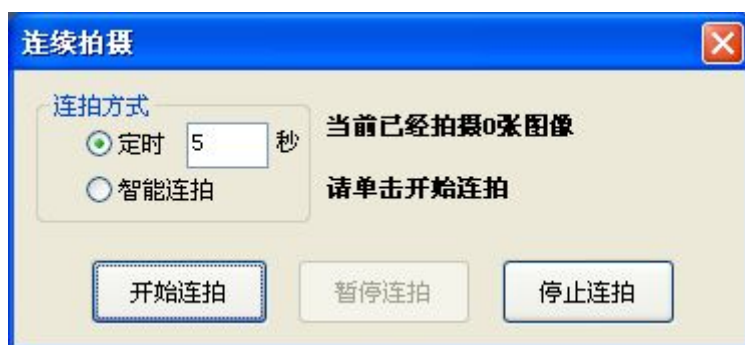 连续拍摄
连拍方式
定时 5 秒
智能连拍
当前已经拍摄0张图像
请单击开始连拍
开始连拍 暂停连拍 停止连拍